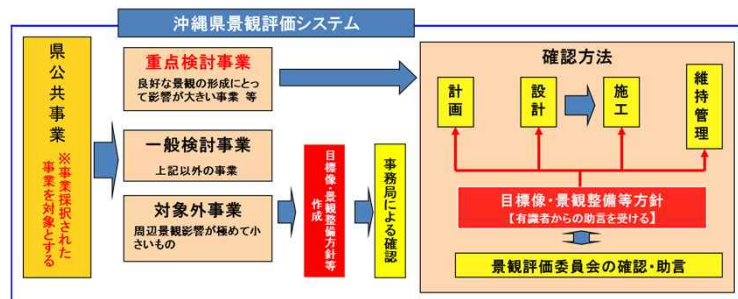 沖縄県景観評価システム
県公共事業
※事業採択された
事業を対象とする
重点検討事業
良好な景観の形成にとっ
て影響が大きい事業 等
一般検討事業
上記以外の事業
対象外事業
周辺景観影響が極めて小
さいもの
目標像・景観整備方針等
作成
事務局による確認
確認方法
計画
設計
施工
維持管理
目標像・景観整備等方針
【有識者からの助言を受ける】
景観評価委員会の確認・助言